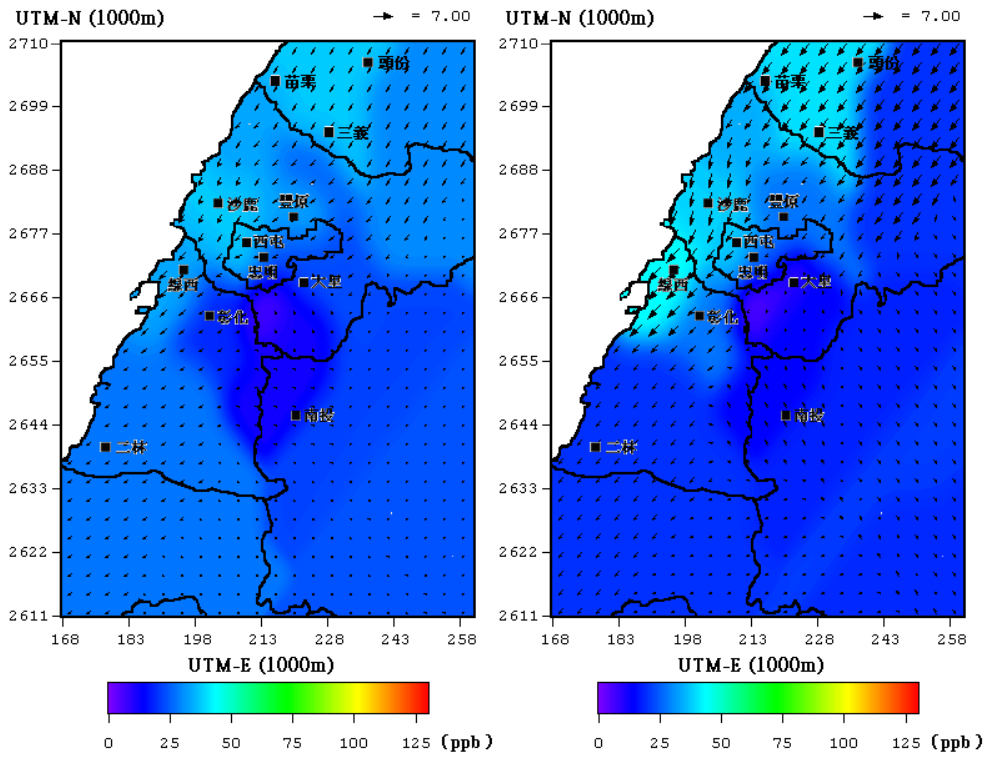 UTM-N (1000m) = 7.00
2710
2699
2688
2677
2666
2655
2644
2633
2622
2611
頭份
苗栗
三義
沙鹿
豐原
西屯
忠明
大里
線西
彰化
南投
二林
168 183 198 213 228 243 258
UTM-E (1000m)
0 25 50 75 100 125 (ppb)
UTM-N (1000m) = 7.00
2710
2699
2688
2677
2666
2655
2644
2633
2622
2611
頭份
苗栗
三義
沙鹿
豐原
西屯
忠明
大里
線西
彰化
南投
二林
168 183 198 213 228 243 258
UTM-E (1000m)
0 25 50 75 100 125 (ppb)